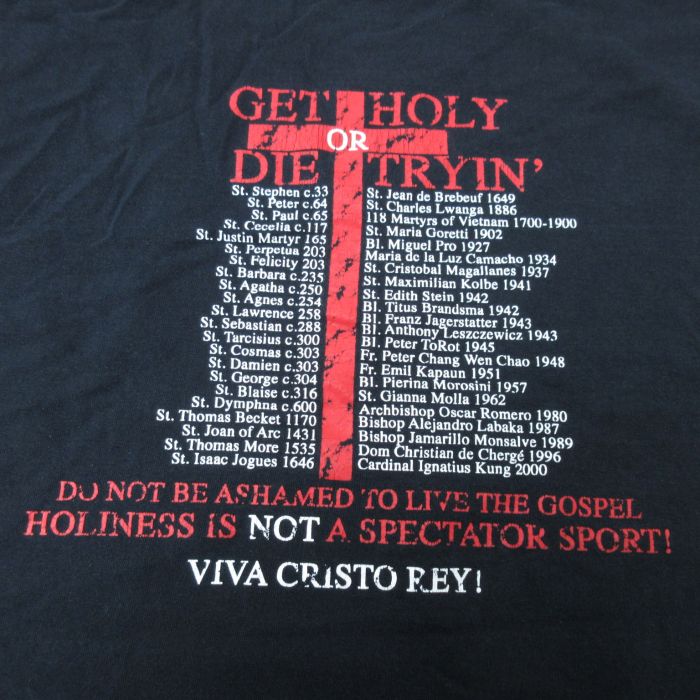 GET HOLY
OR
DIE TRYIN'
St. Stephen c.33
St. Peter c.64
St. Paul c.65
St. Cecelia c.117
St. Justin Martyr 165
St. Perpetua 203
St. Felicity 203
St. Barbara c.235
St. Agatha c.250
St. Agnes c.254
St. Lawrence 258
St. Sebastian c.288
St. Tarcisius c.300
St. Cosmas c.303
St. Damien c.303
St. George c.304
St. Blaise c.316
St. Dymphna c.600
St. Thomas Becket 1170
St. Joan of Arc 1431
St. Thomas More 1535
St. Isaac Jogues 1646
St. Jean de Brebeuf 1649
St. Charles Lwanga 1886
118 Martyrs of Vietnam 1700-1900
St. Maria Goretti 1902
Bl. Miguel Pro 1927
Maria de la Luz Camacho 1934
St. Cristobal Magallanes 1937
St. Maximilian Kolbe 1941
St. Edith Stein 1942
Bl. Titus Brandsma 1942
Bl. Franz Jagerstatter 1943
Bl. Anthony Leszczewicz 1943
Bl. Peter ToRot 1945
Fr. Peter Chang Wen Chao 1948
Fr. Emil Kapaun 1951
Bl. Pierina Morosini 1957
St. Gianna Molla 1962
Archbishop Oscar Romero 1980
Bishop Alejandro Labaka 1987
Bishop Jamarillo Monsalve 1989
Dom Christian de Chergé 1996
Cardinal Ignatius Kung 2000
DO NOT BE ASHAMED TO LIVE THE GOSPEL
HOLINESS IS NOT A SPECTATOR SPORT!
VIVA CRISTO REY!